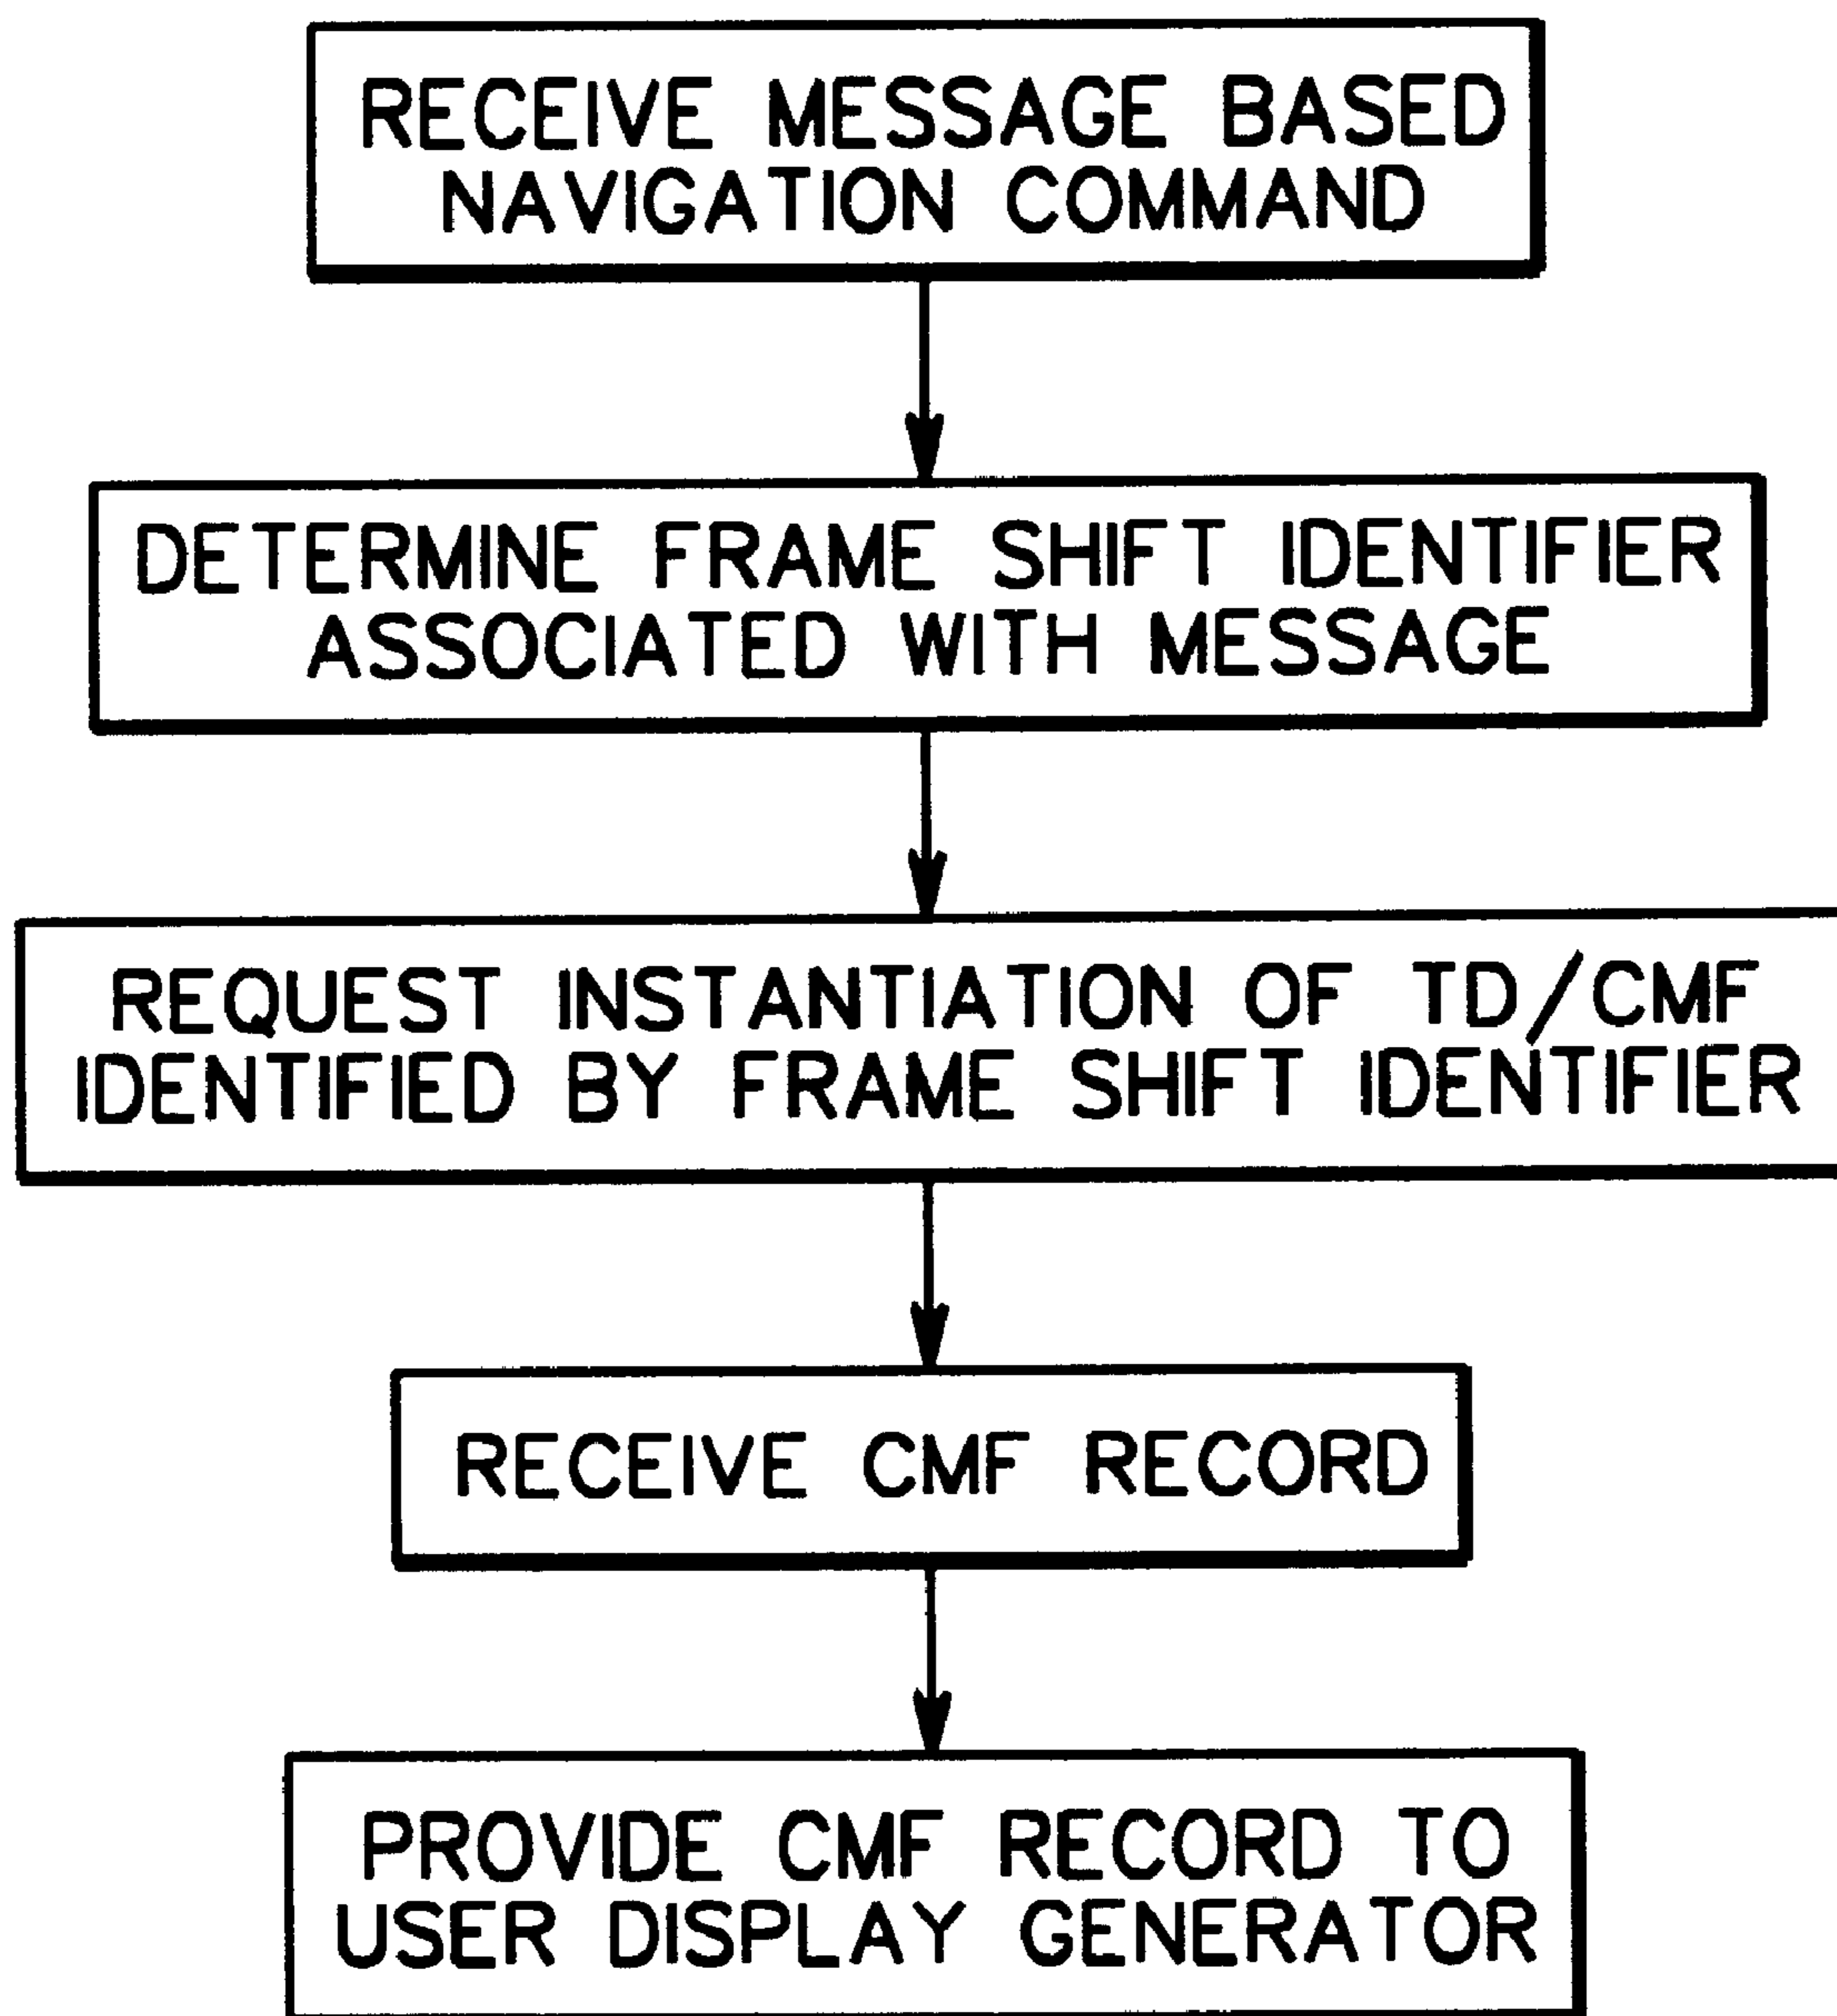 RECEIVE MESSAGE BASED
NAVIGATION COMMAND
DETERMINE FRAME SHIFT IDENTIFIER
ASSOCIATED WITH MESSAGE
REQUEST INSTANTIATION OF TD/CMF
IDENTIFIED BY FRAME SHIFT IDENTIFIER
RECEIVE CMF RECORD
PROVIDE CMF RECORD TO
USER DISPLAY GENERATOR